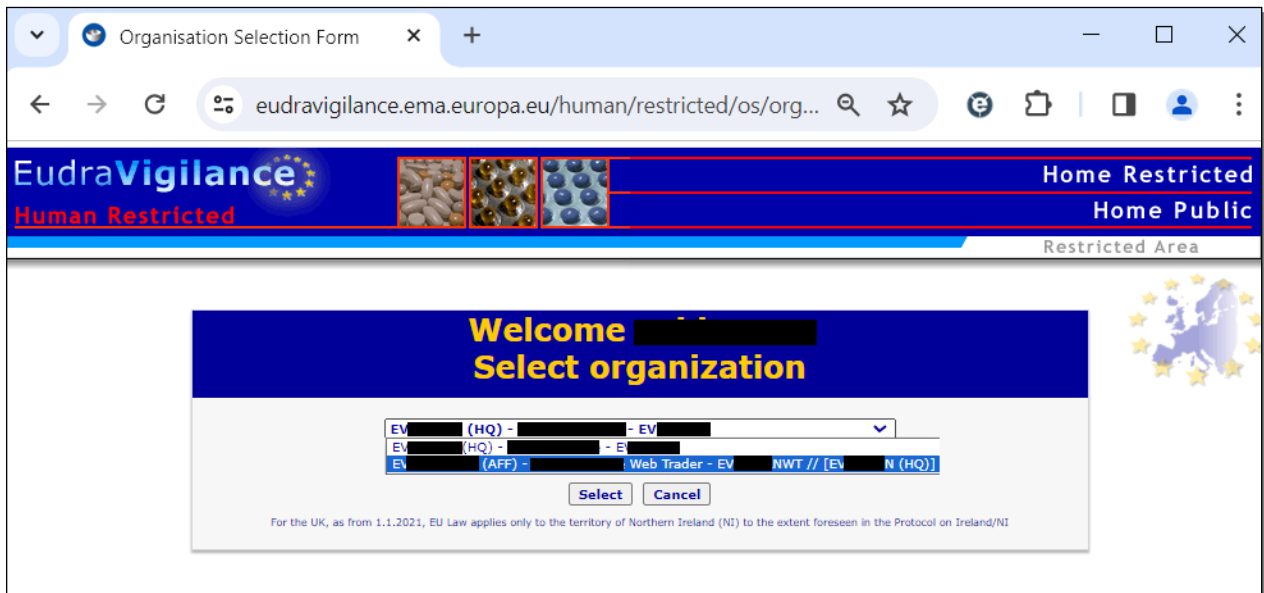 Organisation Selection Form
eudravigilance.ema.europa.eu/human/restricted/os/org...
EudraVigilance
Human Restricted
Home Restricted
Home Public
Restricted Area
Welcome
Select organization
EV (HQ) - - EV
EV (HQ) - - EV
EV (AFF) - Web Trader - EV NWT // [EV N (HQ)]
Select Cancel
For the UK, as from 1.1.2021, EU Law applies only to the territory of Northern Ireland (NI) to the extent foreseen in the Protocol on Ireland/NI